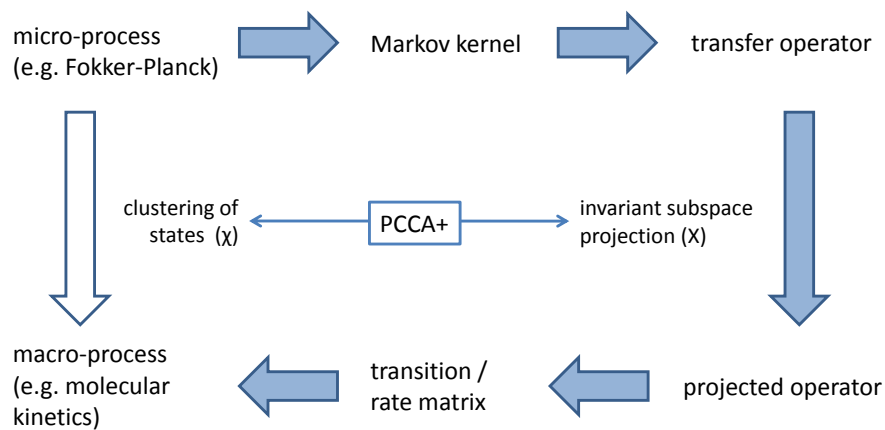 micro-process
(e.g. Fokker-Planck)
Markov kernel
transfer operator
clustering of
states (χ)
PCCA+
invariant subspace
projection (X)
macro-process
(e.g. molecular
kinetics)
transition /
rate matrix
projected operator